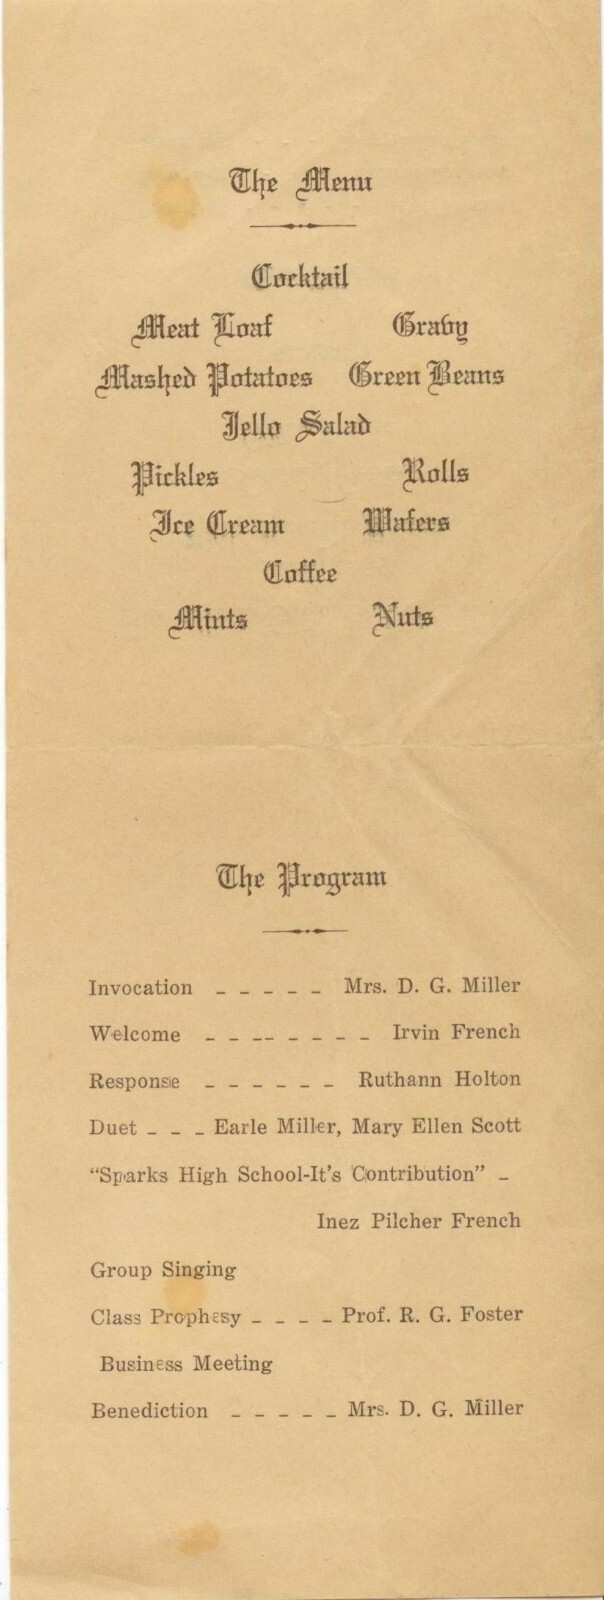 The Menu
Cocktail
Meat Loaf Gravy
Mashed Potatoes Green Beans
Jello Salad
Pickles Rolls
Ice Cream Wafers
Coffee
Mints Nuts
The Program
Invocation _ _ _ _ _ Mrs. D. G. Miller
Welcome _ _ _ _ _ _ _ _ Irvin French
Response _ _ _ _ _ _ Ruthann Holton
Duet _ _ _ Earle Miller, Mary Ellen Scott
"Sparks High School-It's Contribution" _
Inez Pilcher French
Group Singing
Class Prophesy _ _ _ _ Prof. R. G. Foster
Business Meeting
Benediction _ _ _ _ _ Mrs. D. G. Miller